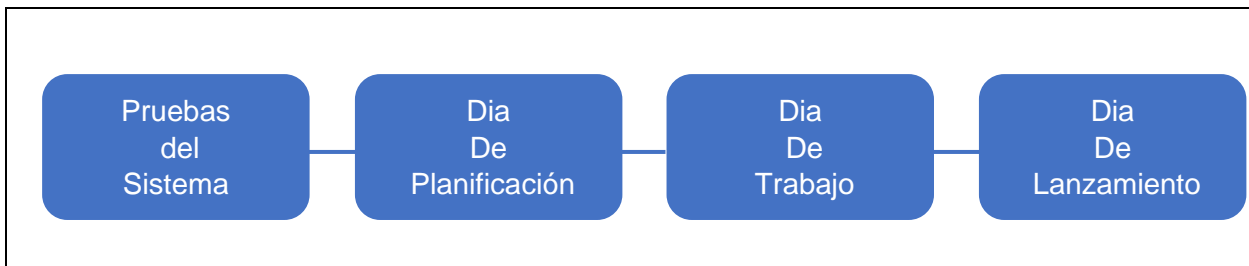 Pruebas
del
Sistema
Dia
De
Planificación
Dia
De
Trabajo
Dia
De
Lanzamiento